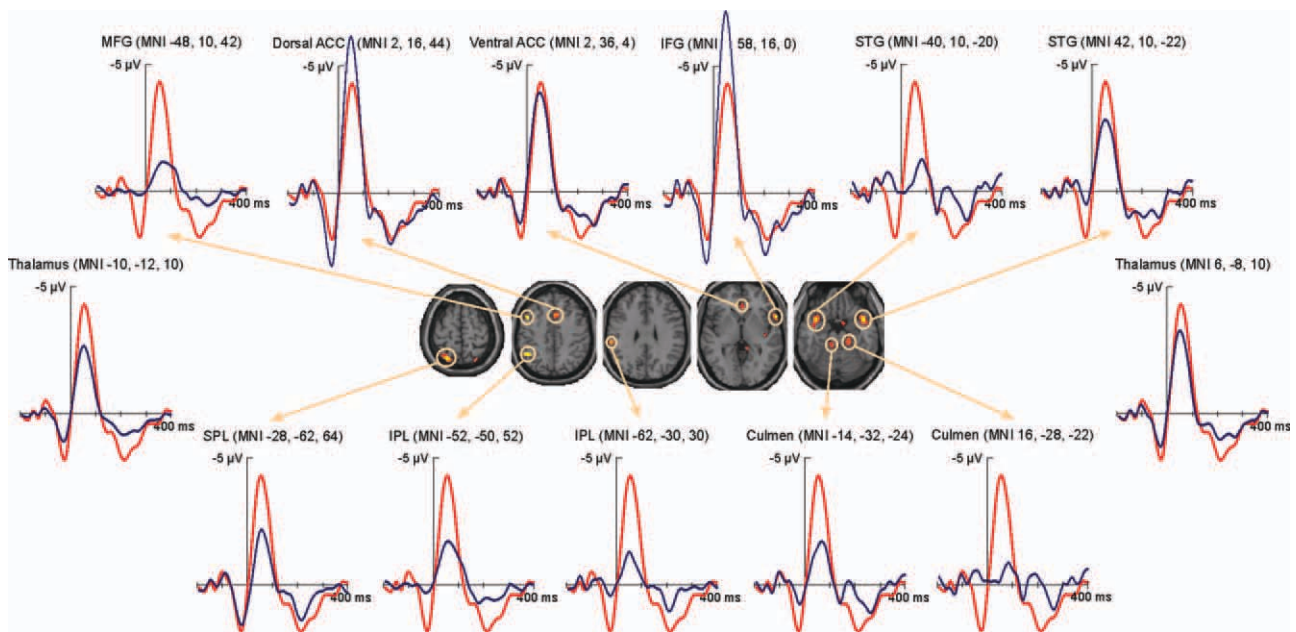 MFG (MNI -48, 10, 42)
Dorsal ACC (MNI 2, 16, 44)
Ventral ACC (MNI 2, 36, 4)
IFG (MNI 58, 16, 0)
STG (MNI -40, 10, -20)
STG (MNI 42, 10, -22)
-5 µV
-5 µV
-5 µV
-5 µV
-5 µV
-5 µV
400 ms
400 ms
400 ms
400 ms
400 ms
400 ms
Thalamus (MNI -10, -12, 10)
Thalamus (MNI 6, -8, 10)
-5 µV
-5 µV
400 ms
400 ms
SPL (MNI -28, -62, 64)
IPL (MNI -52, -50, 52)
IPL (MNI -62, -30, 30)
Culmen (MNI -14, -32, -24)
Culmen (MNI 16, -28, -22)
-5 µV
-5 µV
-5 µV
-5 µV
-5 µV
400 ms
400 ms
400 ms
400 ms
400 ms